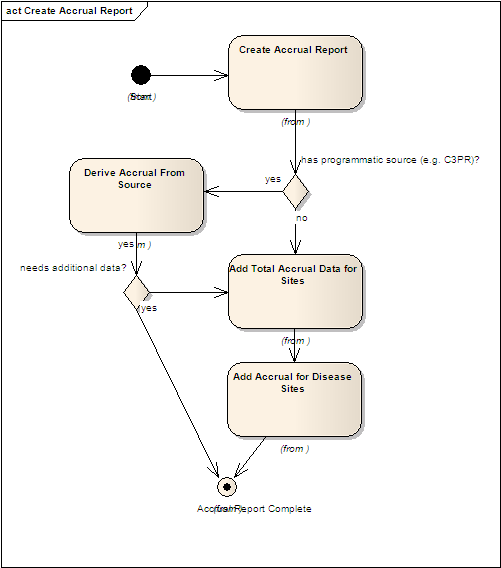 act Create Accrual Report
Create Accrual Report
Start
(from )
(from )
has programmatic source (e.g. C3PR)?
yes
Derive Accrual From
Source
no
yes
m )
needs additional data?
Add Total Accrual Data for
Sites
(yes
(from )
Add Accrual for Disease
Sites
(from )
Accrual Report Complete
(from )